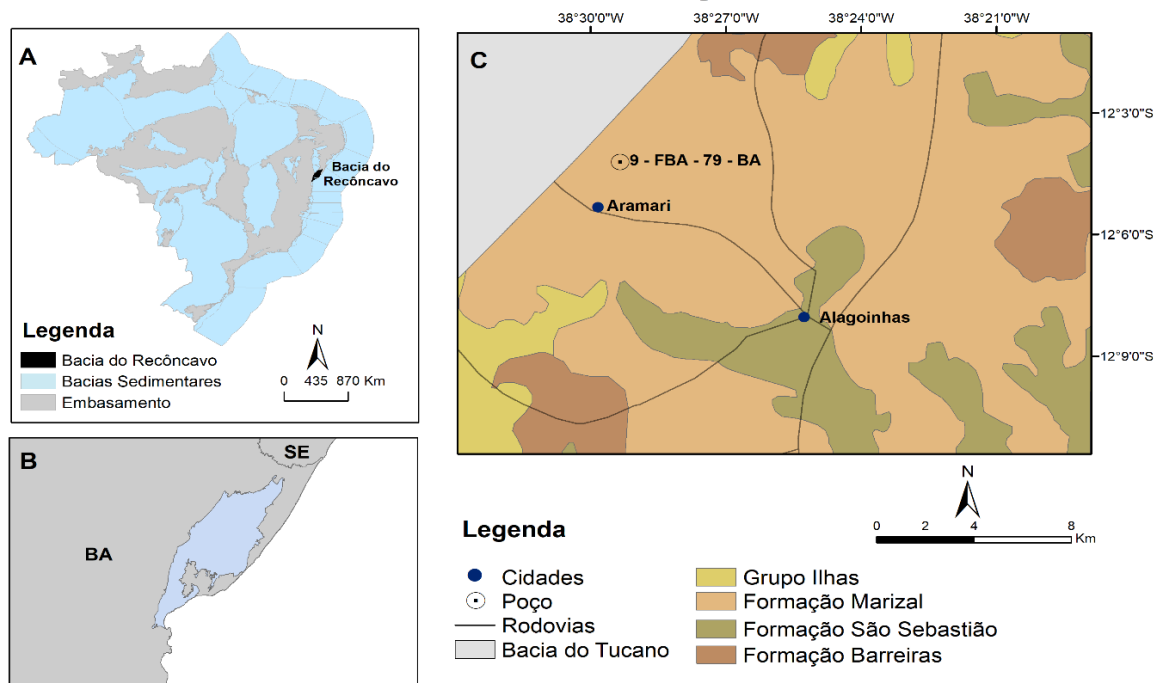 A
Bacia do
Recôncavo
Legenda
N
Bacia do Recôncavo
Bacias Sedimentares
Embasamento
0 435 870 Km
B
SE
BA
38°30'0"W 38°27'0"W 38°24'0"W 38°21'0"W
C
12°3'0"S
9 - FBA - 79 - BA
Aramari
12°6'0"S
Alagoinhas
12°9'0"S
N
0 2 4 8
Km
Legenda
Cidades
Poço
Rodovias
Bacia do Tucano
Grupo Ilhas
Formação Marizal
Formação São Sebastião
Formação Barreiras